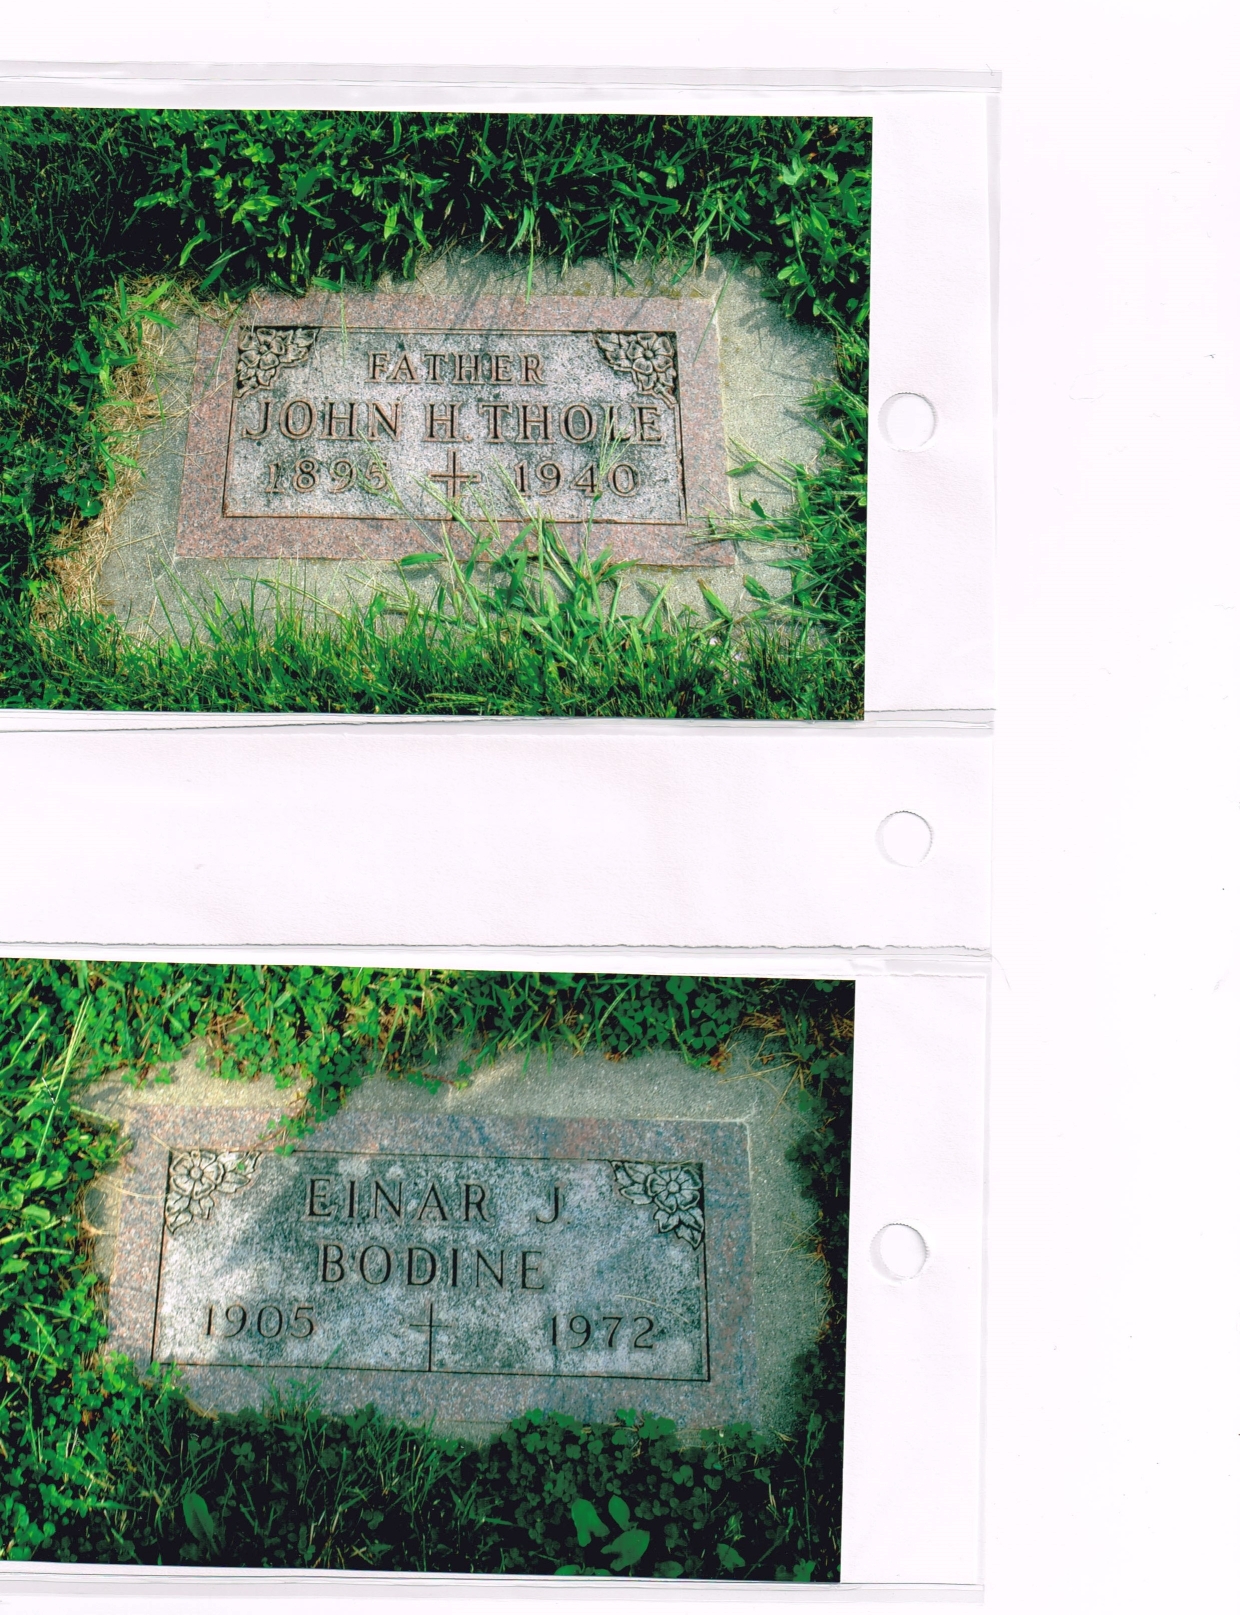 FATHER
JOHN H. THOLE
1895 1940
EINAR J
BODINE
1905 1972